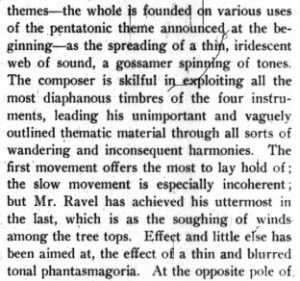 themes—the whole is founded on various uses
of the pentatonic theme announced at the be-
ginning—as the spreading of a thin, iridescent
web of sound, a gossamer spinning of tones.
The composer is skilful in exploiting all the
most diaphanous timbres of the four instru-
ments, leading his unimportant and vaguely
outlined thematic material through all sorts of
wandering and inconsequent harmonies. The
first movement offers the most to lay hold of;
the slow movement is especially incoherent;
but Mr. Ravel has achieved his uttermost in
the last, which is as the soughing of winds
among the tree tops. Effect and little else has
been aimed at, the effect of a thin and blurred
tonal phantasmagoria. At the opposite pole of